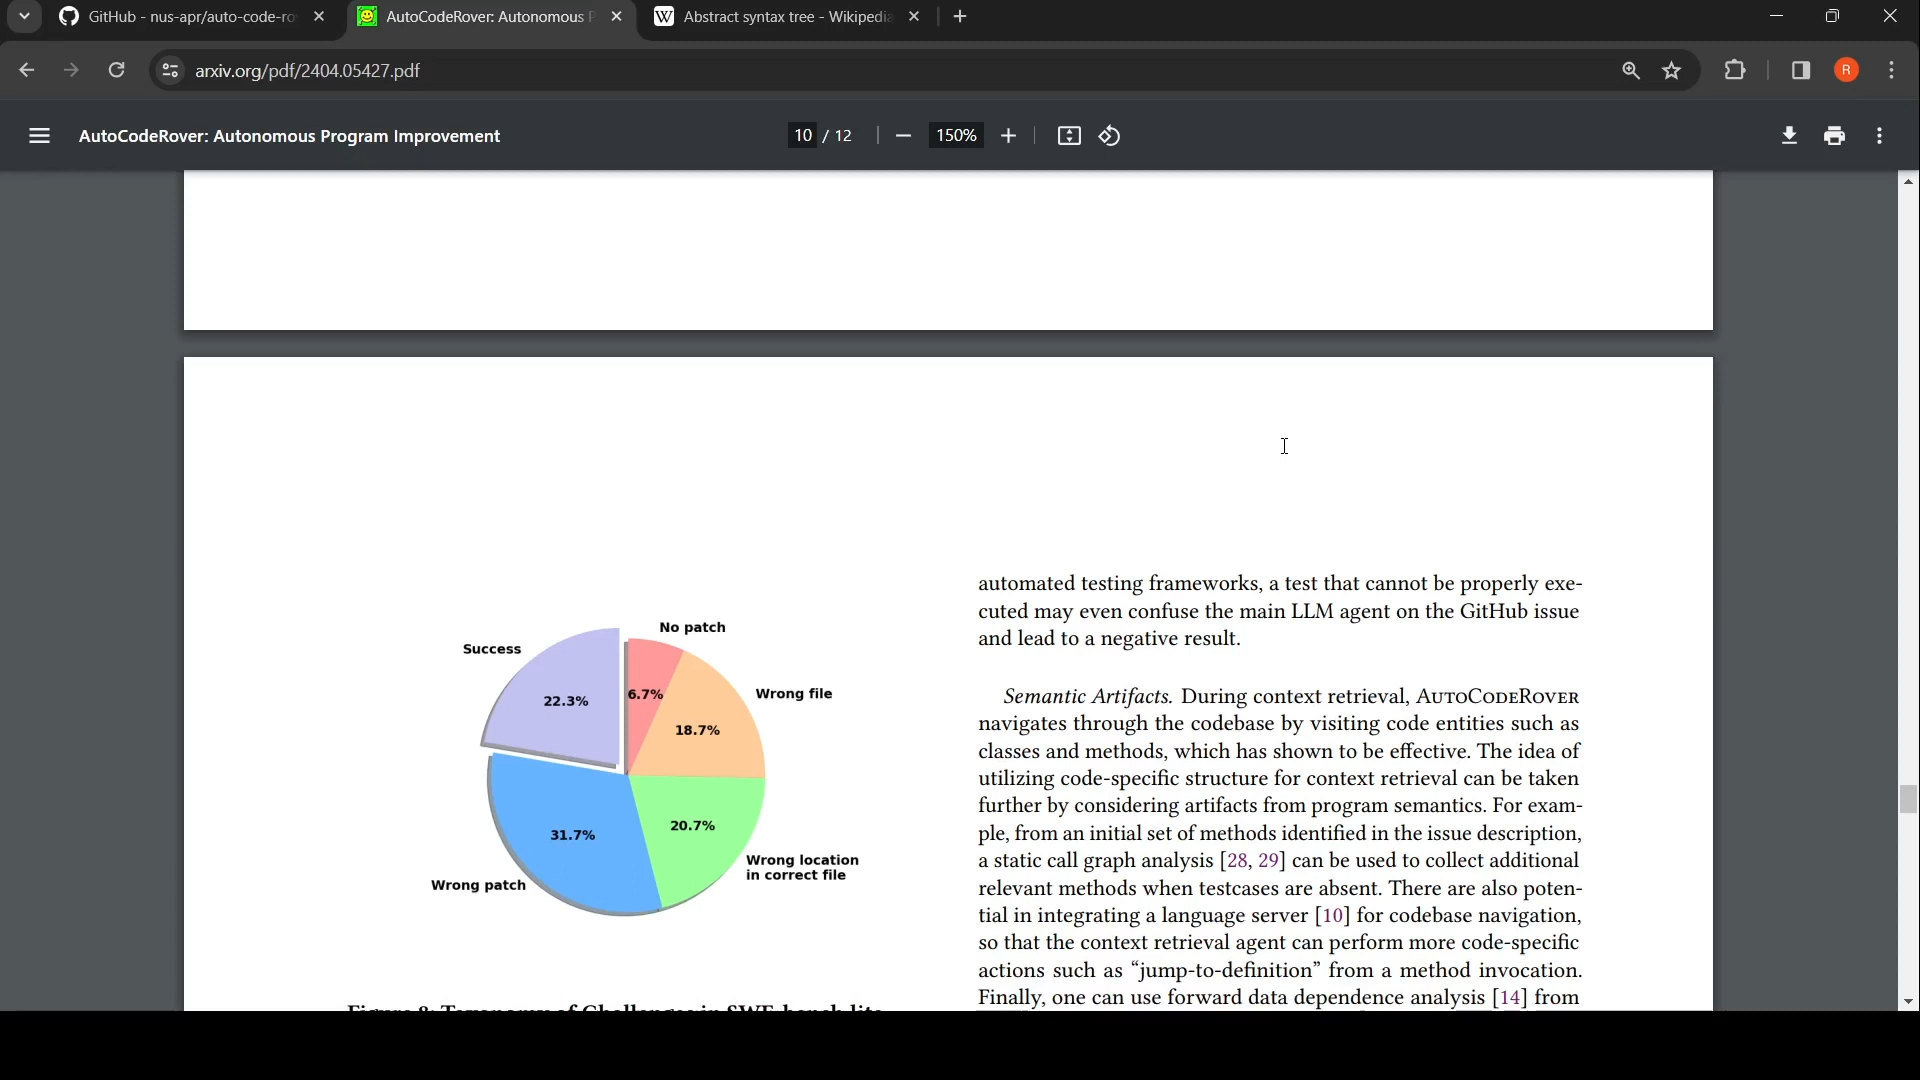 GitHub - nus-apr/auto-code-ro
AutoCodeRover: Autonomous P
Abstract syntax tree - Wikipedia
arxiv.org/pdf/2404.05427.pdf
R
AutoCodeRover: Autonomous Program Improvement
10 / 12
150%
No patch
Success
22.3%
6.7%
Wrong file
18.7%
20.7%
31.7%
Wrong location
in correct file
Wrong patch
Figure 8: Taxonomy of Challenges in SWE-bench lite
automated testing frameworks, a test that cannot be properly exe-
cuted may even confuse the main LLM agent on the GitHub issue
and lead to a negative result.
Semantic Artifacts. During context retrieval, AUTOCODEROVER
navigates through the codebase by visiting code entities such as
classes and methods, which has shown to be effective. The idea of
utilizing code-specific structure for context retrieval can be taken
further by considering artifacts from program semantics. For exam-
ple, from an initial set of methods identified in the issue description,
a static call graph analysis [28, 29] can be used to collect additional
relevant methods when testcases are absent. There are also poten-
tial in integrating a language server [10] for codebase navigation,
so that the context retrieval agent can perform more code-specific
actions such as “jump-to-definition” from a method invocation.
Finally, one can use forward data dependence analysis [14] from